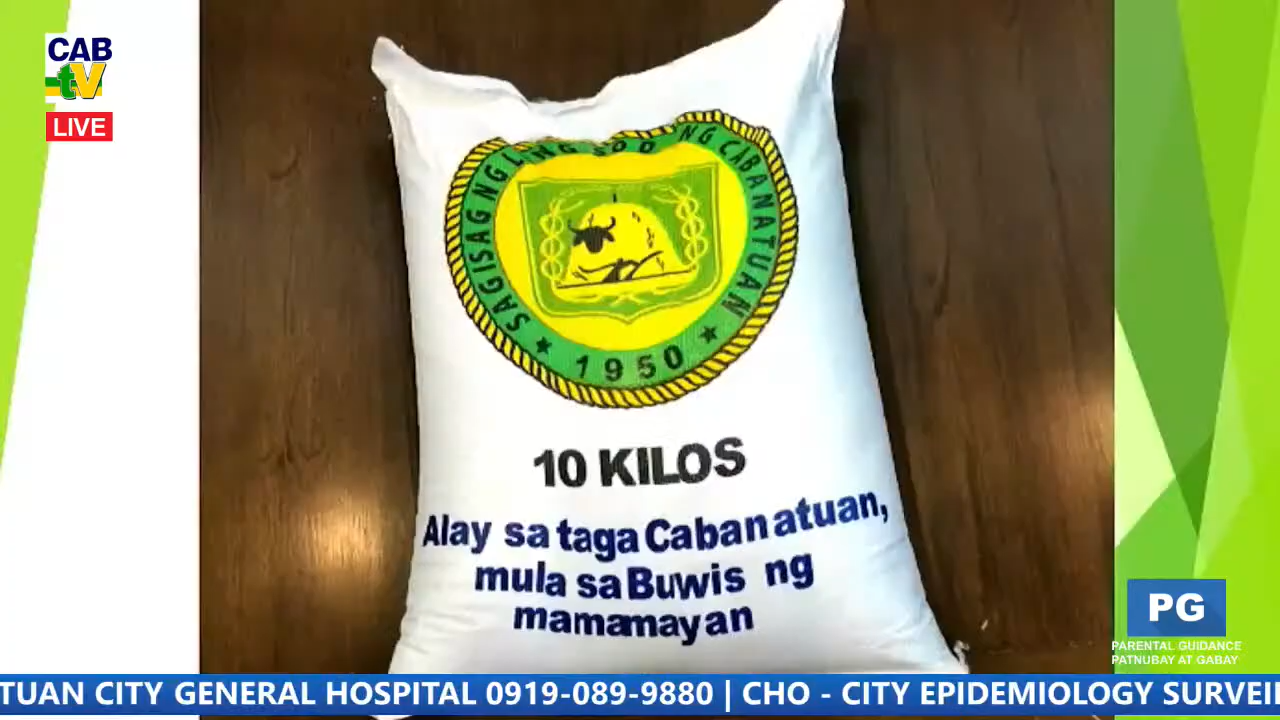 CAB
tV
LIVE
SAGISAG NG LUNGSOD NG CABANATUAN
1950
10 KILOS
Alay sa taga Cabanatuan,
mula sa Buwis ng
mamamayan
PG
PARENTAL GUIDANCE
PATNUBAY AT GABAY
TUAN CITY GENERAL HOSPITAL 0919-089-9880 | CHO - CITY EPIDEMIOLOGY SURVEI